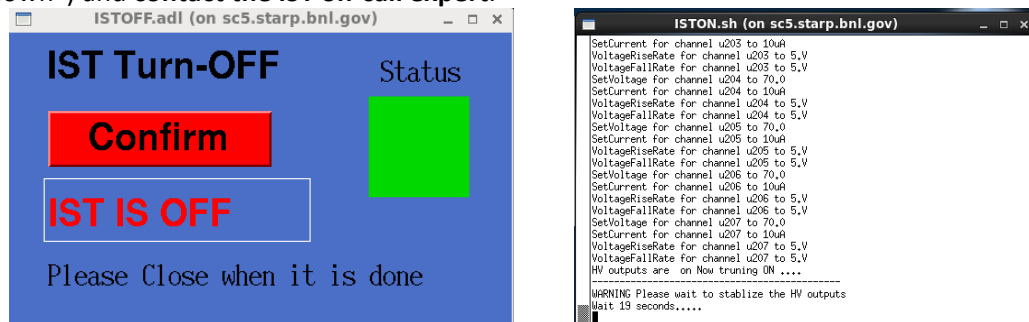 own") and contact the IST on-call expert.
ISTOFF.adl (on sc5.starp.bnl.gov)
IST Turn-OFF
Status
Confirm
IST IS OFF
Please Close when it is done
ISTON.sh (on sc5.starp.bnl.gov)
SetCurrent for channel u203 to 10uA
VoltageRiseRate for channel u203 to 5.V
VoltageFallRate for channel u203 to 5.V
SetVoltage for channel u204 to 70.0
SetCurrent for channel u204 to 10uA
VoltageRiseRate for channel u204 to 5.V
VoltageFallRate for channel u204 to 5.V
SetVoltage for channel u205 to 70.0
SetCurrent for channel u205 to 10uA
VoltageRiseRate for channel u205 to 5.V
VoltageFallRate for channel u205 to 5.V
SetVoltage for channel u206 to 70.0
SetCurrent for channel u206 to 10uA
VoltageRiseRate for channel u206 to 5.V
VoltageFallRate for channel u206 to 5.V
SetVoltage for channel u207 to 70.0
SetCurrent for channel u207 to 10uA
VoltageRiseRate for channel u207 to 5.V
VoltageFallRate for channel u207 to 5.V
HV outputs are  on Now truning ON ....
---------------------------------------------
WARNING Please wait to stablize the HV outputs
Wait 19 seconds.....